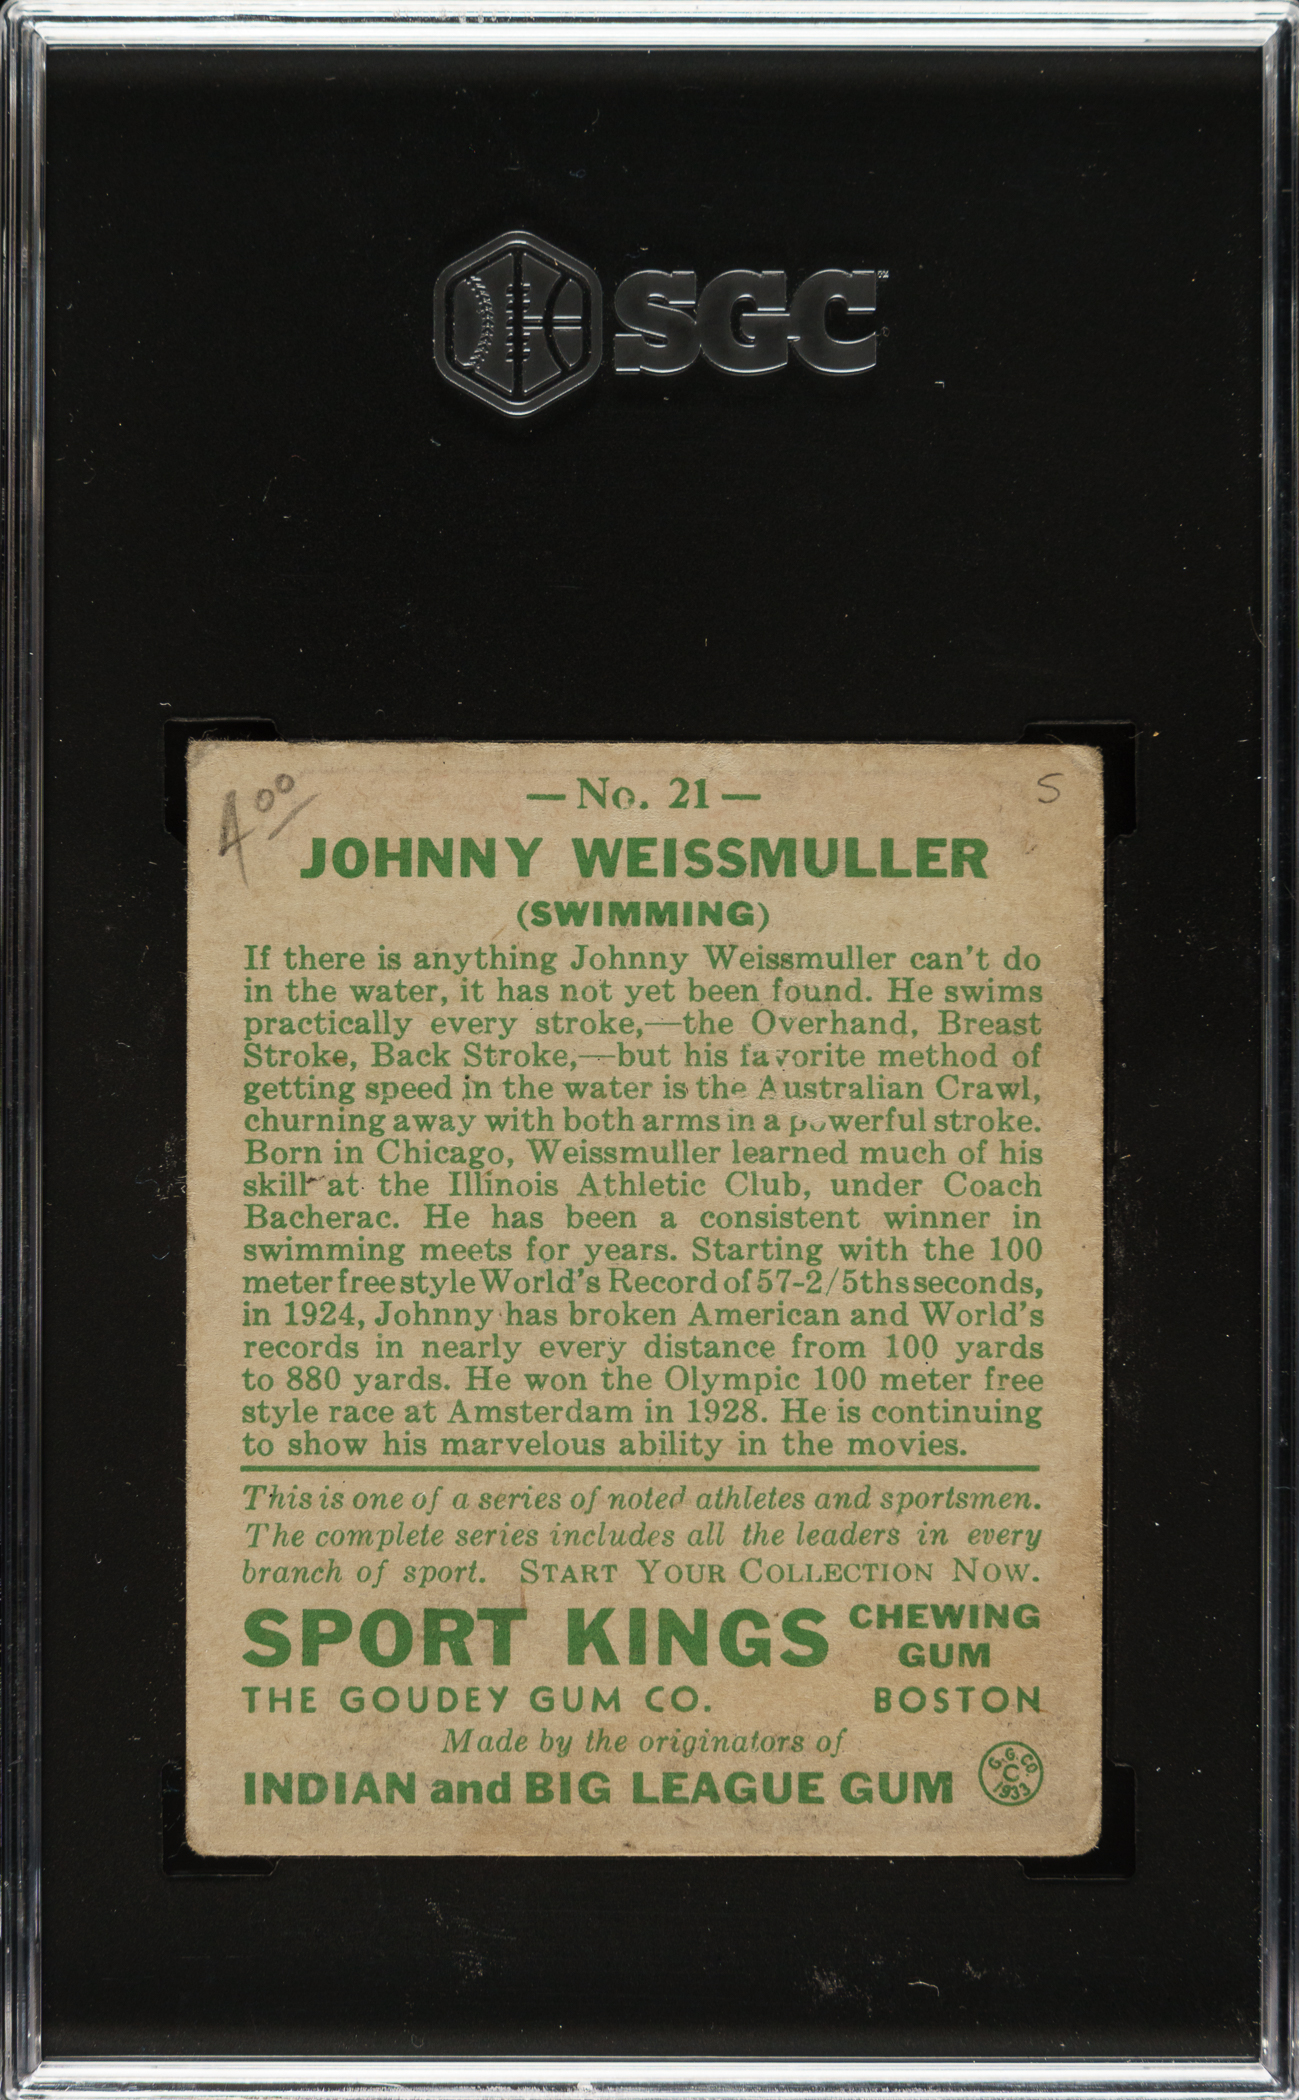 SGC
4 00
S
— No. 21 —
JOHNNY WEISSMULLER
(SWIMMING)
If there is anything Johnny Weissmuller can't do
in the water, it has not yet been found. He swims
practically every stroke,—the Overhand, Breast
Stroke, Back Stroke,—but his favorite method of
getting speed in the water is the Australian Crawl,
churning away with both arms in a powerful stroke.
Born in Chicago, Weissmuller learned much of his
skill at the Illinois Athletic Club, under Coach
Bacherac. He has been a consistent winner in
swimming meets for years. Starting with the 100
meter free style World's Record of 57-2/5ths seconds,
in 1924, Johnny has broken American and World's
records in nearly every distance from 100 yards
to 880 yards. He won the Olympic 100 meter free
style race at Amsterdam in 1928. He is continuing
to show his marvelous ability in the movies.
This is one of a series of noted athletes and sportsmen.
The complete series includes all the leaders in every
branch of sport. START YOUR COLLECTION NOW.
SPORT KINGS CHEWING GUM
THE GOUDEY GUM CO. BOSTON
Made by the originators of
INDIAN and BIG LEAGUE GUM
G. G. CO.
C
1933